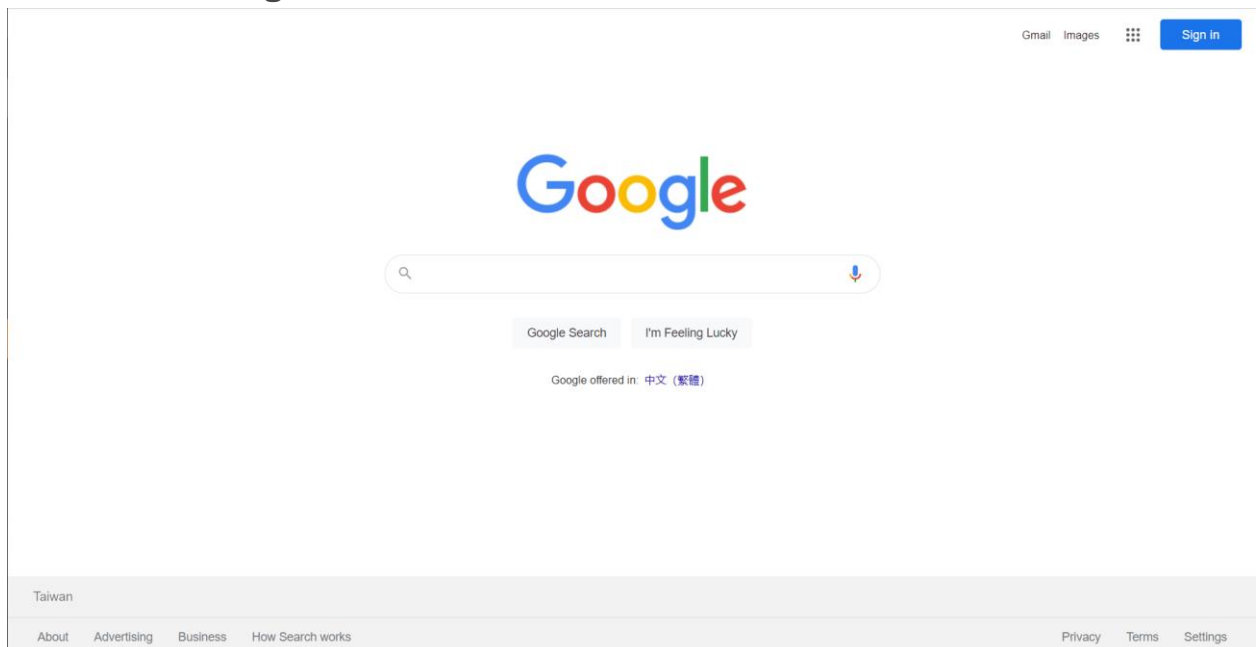 Gmail Images Sign in
Google
Google Search I'm Feeling Lucky
Google offered in: 中文 (繁體)
Taiwan
About Advertising Business How Search works Privacy Terms Settings